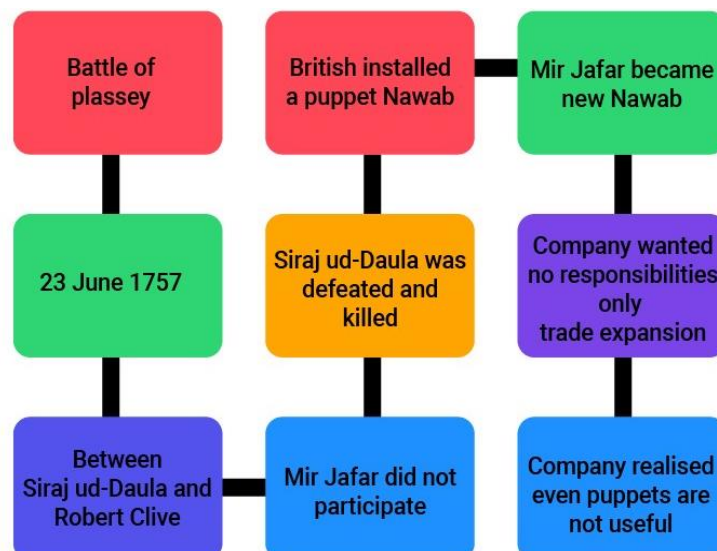 Battle of
plassey
23 June 1757
Between
Siraj ud-Daula and
Robert Clive
Mir Jafar did not
participate
Siraj ud-Daula was
defeated and
killed
British installed
a puppet Nawab
Mir Jafar became
new Nawab
Company wanted
no responsibilities
only
trade expansion
Company realised
even puppets are
not useful